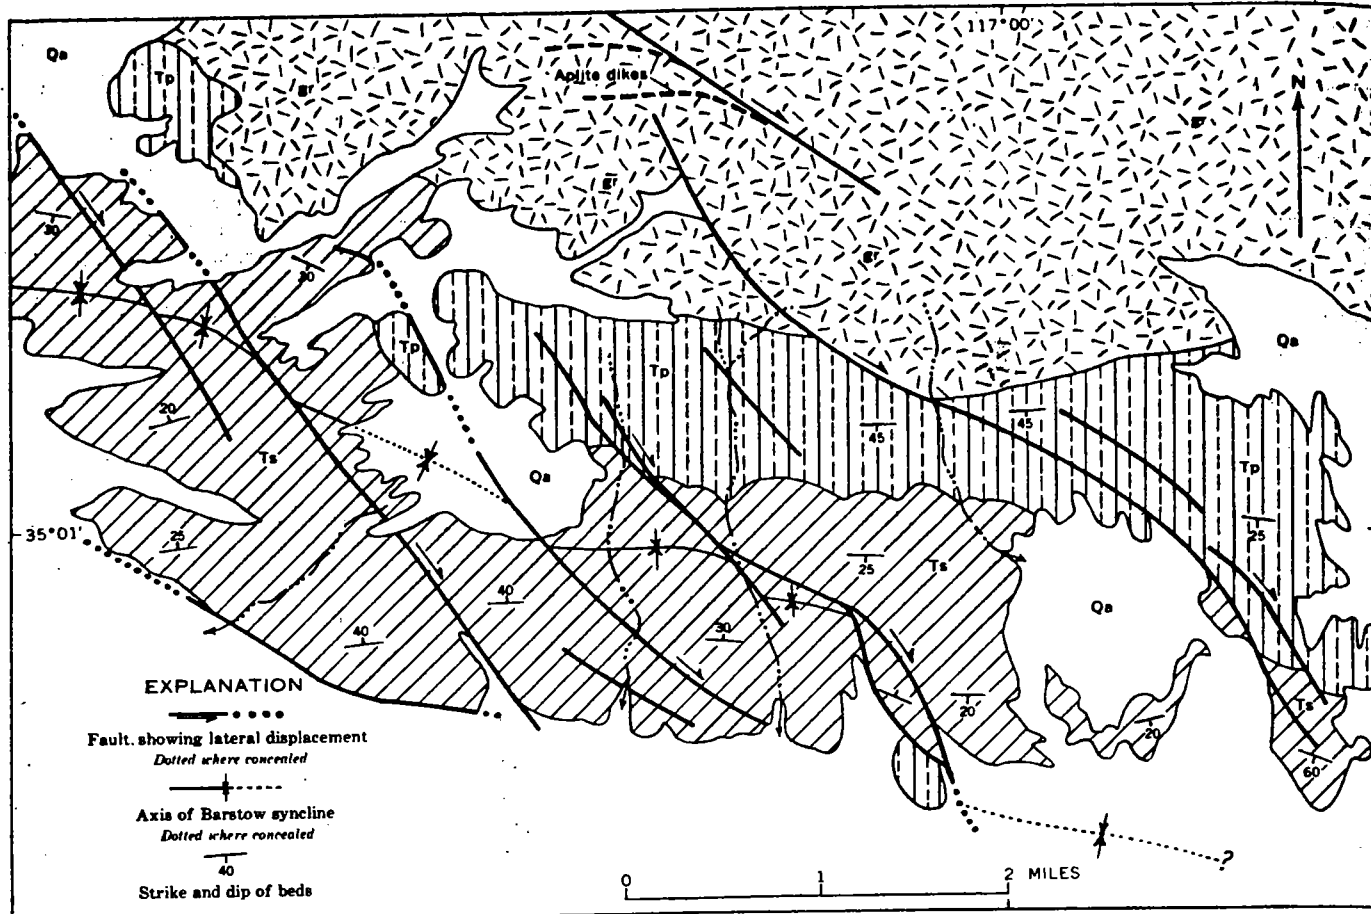 117°00'
Qa
Tp
gr
Aplite dikes
gr
N
gr
30
gr
30
Qa
Tp
Tp
20
45
45
Tp
Ts
Qa
25
35°01'
25
25
Ts
Qa
40
40
30
20
20
Ts
60
EXPLANATION
Fault, showing lateral displacement
Dotted where concealed
Axis of Barstow syncline
Dotted where concealed
40
Strike and dip of beds
?
0 1 2 MILES